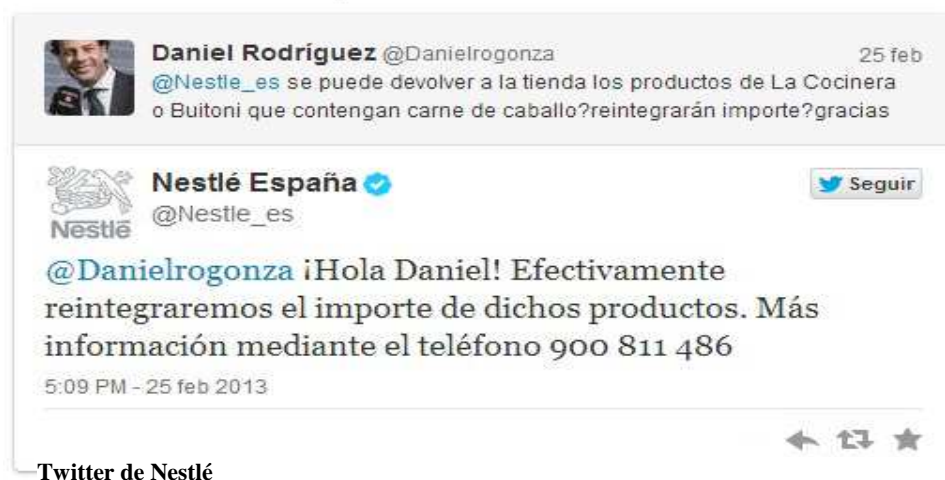 Daniel Rodríguez @Danielrogonza 25 feb
@Nestle_es se puede devolver a la tienda los productos de La Cocinera
o Buitoni que contengan carne de caballo?reintegrarán importe?gracias
Nestlé España Seguir
@Nestle_es
Nestlé
@Danielrogonza ¡Hola Daniel! Efectivamente
reintegraremos el importe de dichos productos. Más
información mediante el teléfono 900 811 486
5:09 PM - 25 feb 2013
Twitter de Nestlé